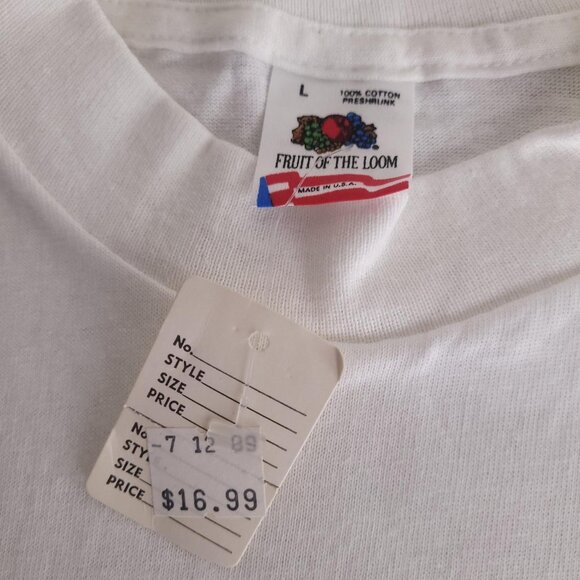 L 100% COTTON
PRESHRUNK
FRUIT OF THE LOOM
MADE IN U.S.A.
No.
STYLE
SIZE
PRICE
No.
STYL
SIZE
PRICE
-7 12 89
$16.99